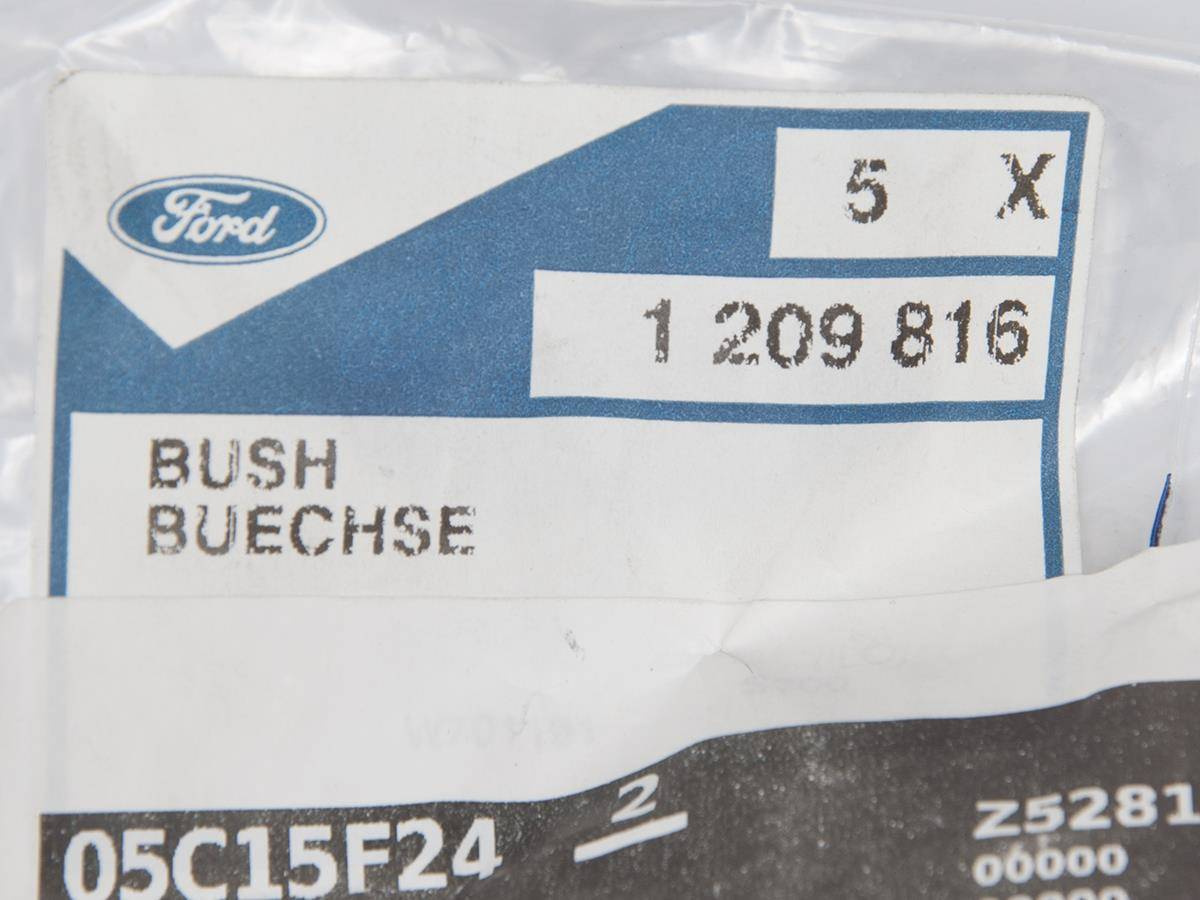 Ford
5 X
1 209 816
BUSH
BUECHSE
2
05C15F24
Z5281
00000